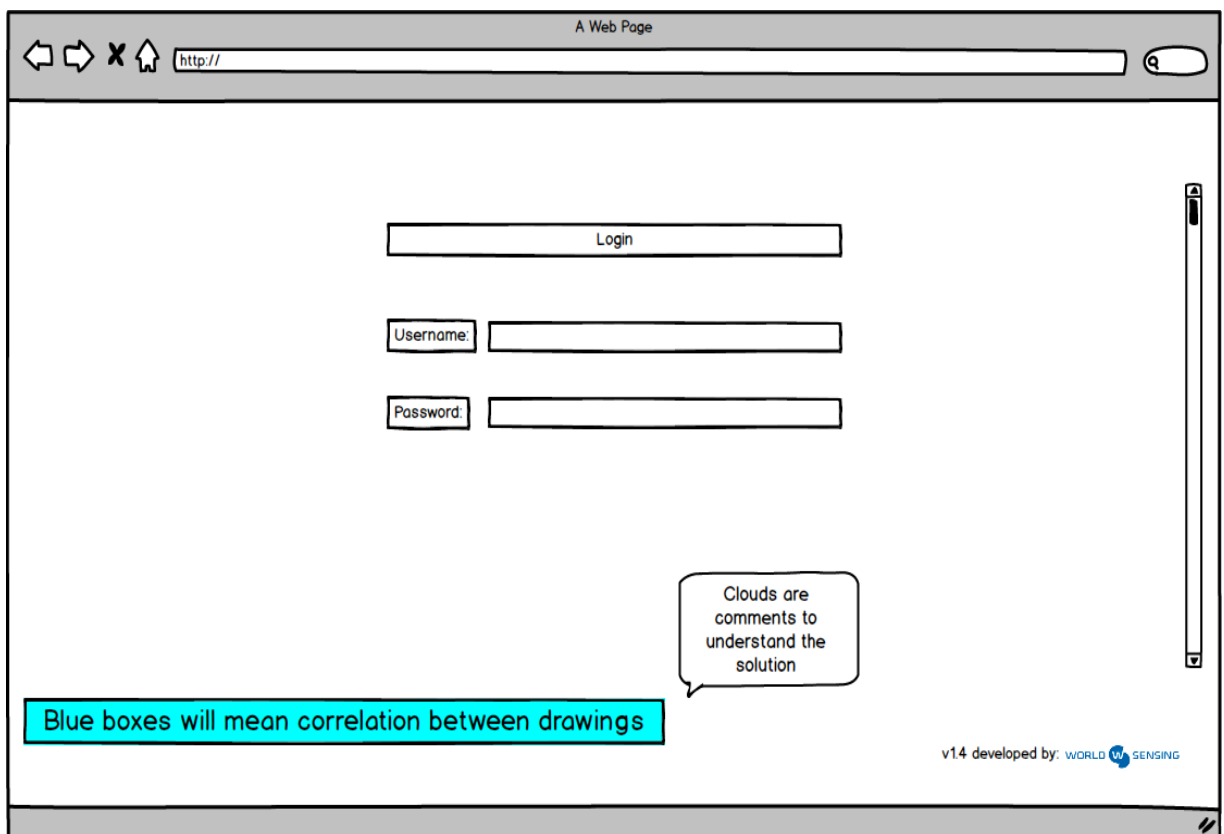 A Web Page
http://
Login
Username:
Password:
Clouds are
comments to
understand the
solution
Blue boxes will mean correlation between drawings
v1.4 developed by: WORLD W SENSING